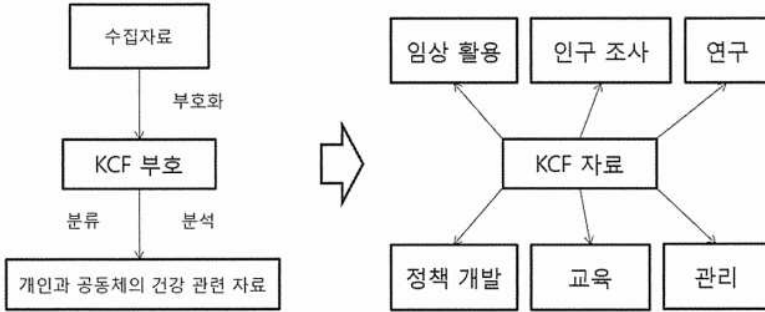 수집자료
부호화
KCF 부호
분류
분석
개인과 공동체의 건강 관련 자료
임상 활용
인구 조사
연구
KCF 자료
정책 개발
교육
관리